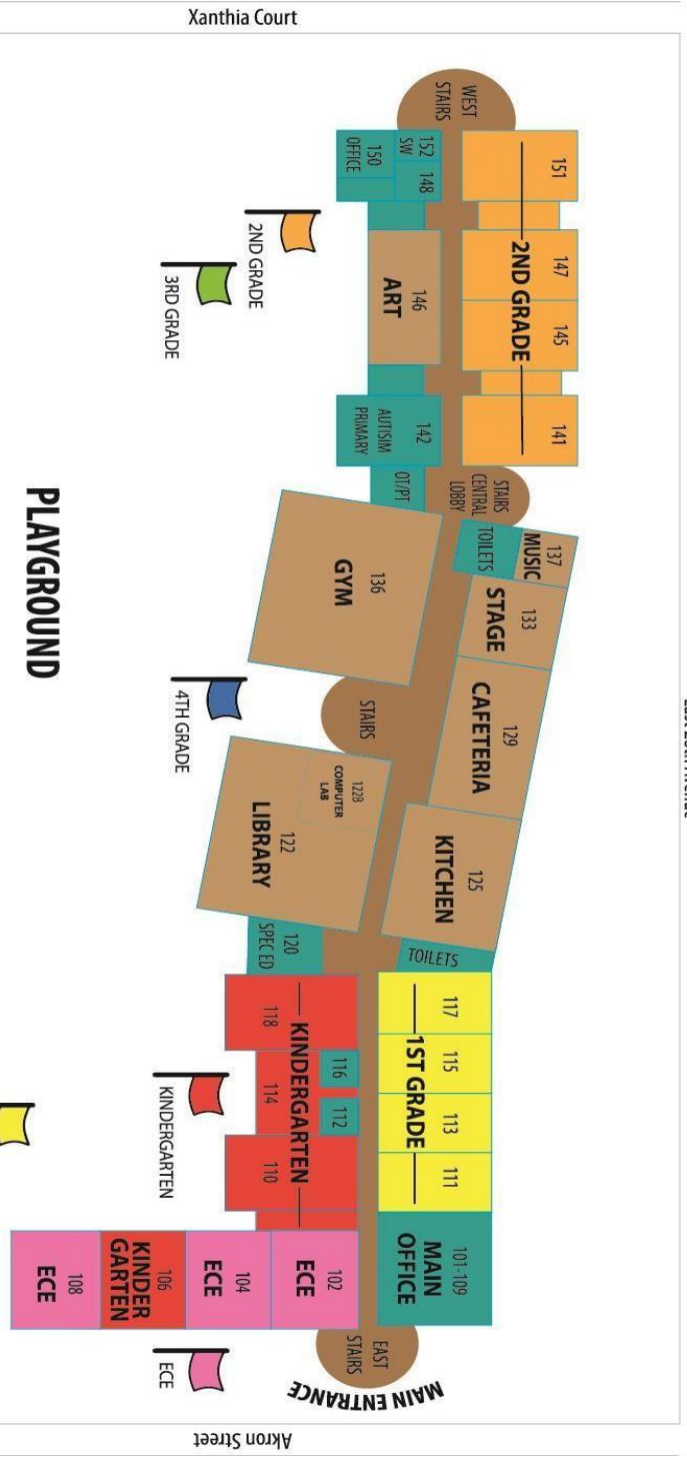 Xanthia Court
WEST
STAIRS
151
152
SW
148
150
OFFICE
147
2ND GRADE
145
146
ART
2ND GRADE
3RD GRADE
141
142
AUTISIM
PRIMARY
OT/PT
STAIRS
CENTRAL
LOBBY
137
MUSIC
TOILETS
133
STAGE
136
GYM
PLAYGROUND
129
CAFETERIA
STAIRS
4TH GRADE
122B
COMPUTER
LAB
122
LIBRARY
125
KITCHEN
TOILETS
120
SPEC ED
117
115
1ST GRADE
113
111
118
KINDERGARTEN
116
114
112
110
KINDERGARTEN
101-109
MAIN
OFFICE
102
ECE
104
ECE
106
KINDER
GARTEN
108
ECE
EAST
STAIRS
MAIN ENTRANCE
ECE
Akron Street